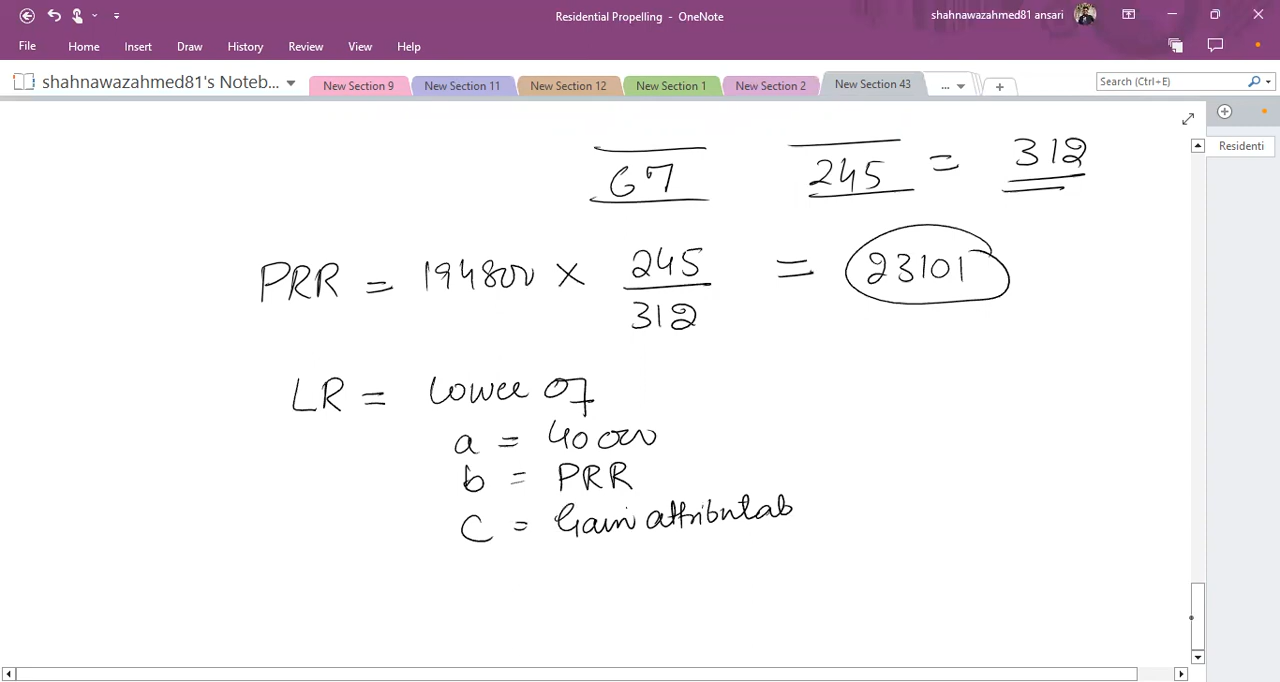 Residential Propelling - OneNote
shahnawazahmed81 ansari
File Home Insert Draw History Review View Help
shahnawazahmed81's Noteb... New Section 9 New Section 11 New Section 12 New Section 1 New Section 2 New Section 43 ... +
Search (Ctrl+E)
Residenti
67 245 = 312
PRR = 194800 × 245/312 = 23101
LR = Lower of
a = 40000
b = PRR
C = Gain attributab